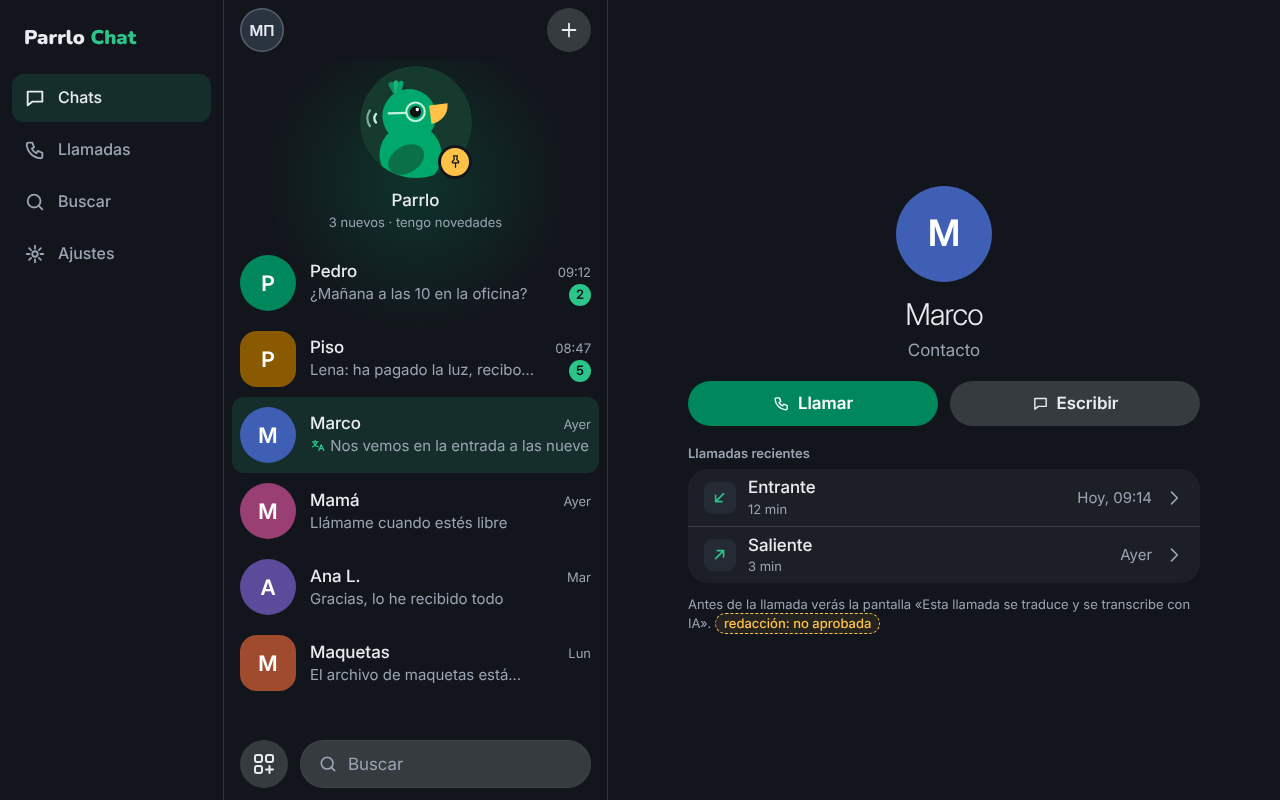 Parrlo Chat
Chats
Llamadas
Buscar
Ajustes
МП
Parrlo
3 nuevos · tengo novedades
P
Pedro
09:12
¿Mañana a las 10 en la oficina?
2
P
Piso
08:47
Lena: ha pagado la luz, recibo...
5
M
Marco
Ayer
Nos vemos en la entrada a las nueve
M
Mamá
Ayer
Llámame cuando estés libre
A
Ana L.
Mar
Gracias, lo he recibido todo
M
Maquetas
Lun
El archivo de maquetas está...
Buscar
M
Marco
Contacto
Llamar
Escribir
Llamadas recientes
Entrante
12 min
Hoy, 09:14
Saliente
3 min
Ayer
Antes de la llamada verás la pantalla «Esta llamada se traduce y se transcribe con
IA». redacción: no aprobada